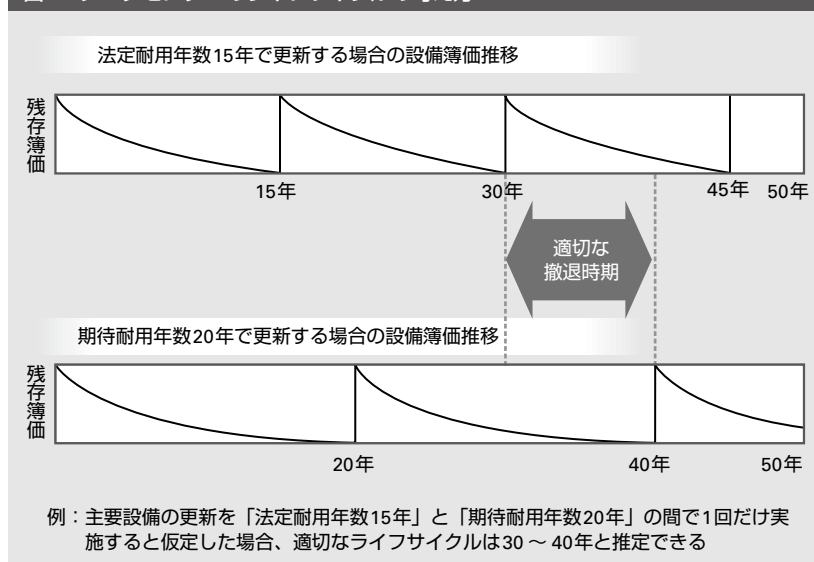 法定耐用年数15年で更新する場合の設備簿価推移
残存簿価
15年
30年
45年
50年
適切な
撤退時期
期待耐用年数20年で更新する場合の設備簿価推移
残存簿価
20年
40年
50年
例：主要設備の更新を「法定耐用年数15年」と「期待耐用年数20年」の間で1回だけ実
施すると仮定した場合、適切なライフサイクルは30～40年と推定できる